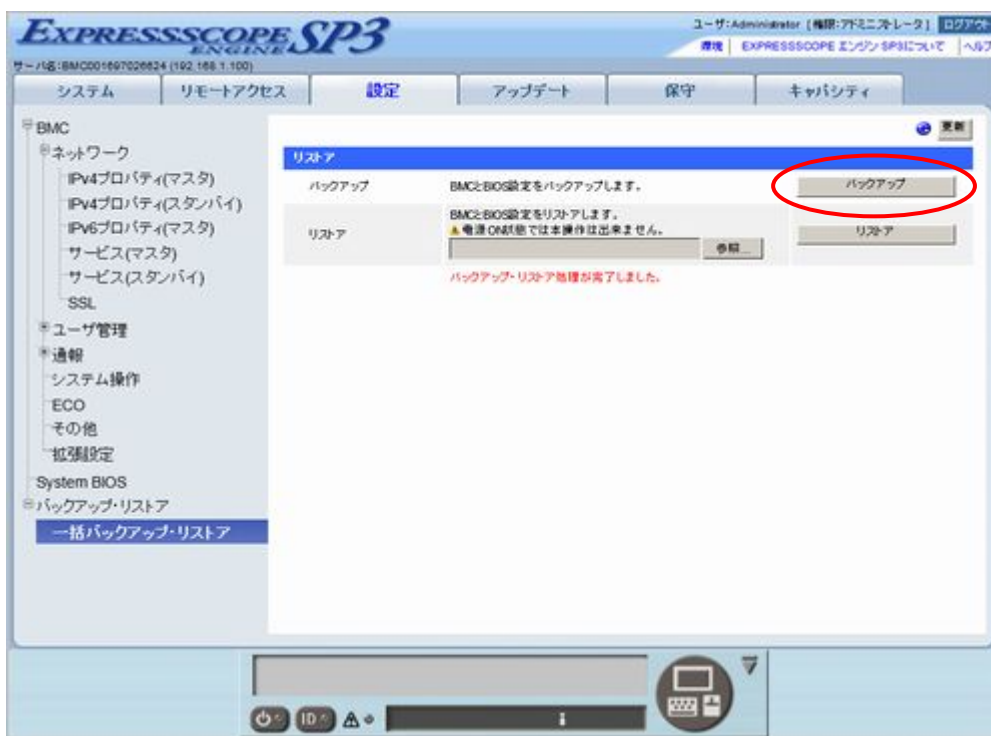 EXPRESSSCOPE
ENGINE SP3
ユーザ:Administrator [権限:アドミニストレータ] ログアウト
環境 EXPRESSSCOPE エンジン SP3について ヘルプ
サーバ名:BMC001697026624 (192.168.1.100)
システム リモートアクセス 設定 アップデート 保守 キャパシティ
BMC
更新
ネットワーク
リストア
IPv4プロパティ(マスタ)
バックアップ BMCとBIOS設定をバックアップします。 バックアップ
IPv4プロパティ(スタンバイ)
IPv6プロパティ(マスタ)
リストア BMCとBIOS設定をリストアします。 リストア
電源ON状態では本操作は出来ません。
参照...
サービス(マスタ)
サービス(スタンバイ)
バックアップ・リストア処理が完了しました。
SSL
ユーザ管理
通報
システム操作
ECO
その他
拡張設定
System BIOS
バックアップ・リストア
一括バックアップ・リストア
ID